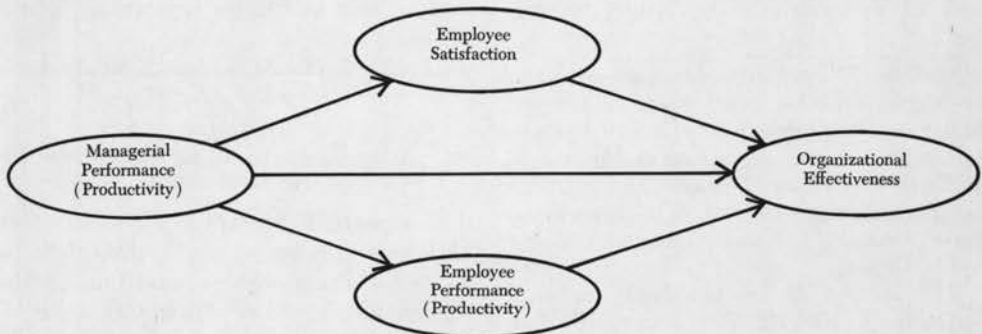 Employee
Satisfaction
Managerial
Performance
(Productivity)
Organizational
Effectiveness
Employee
Performance
(Productivity)